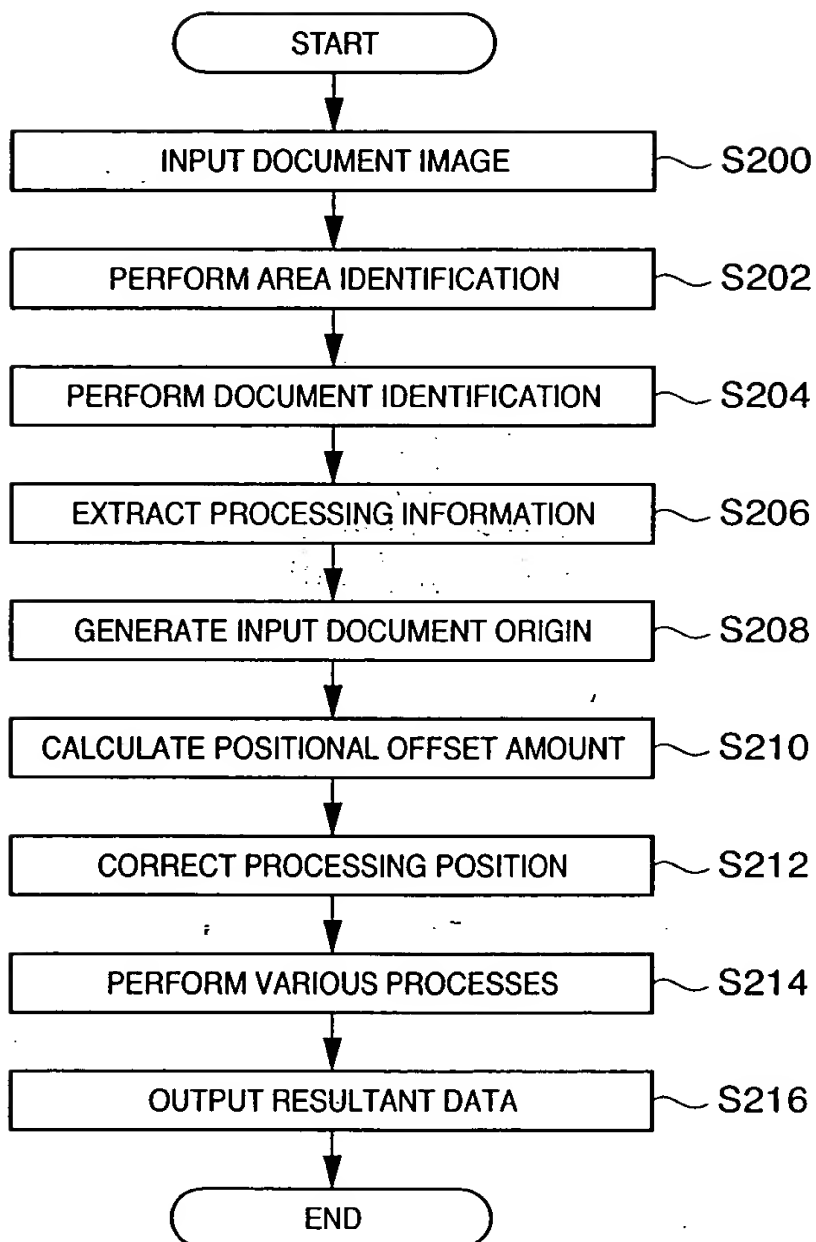 START
INPUT DOCUMENT IMAGE S200
PERFORM AREA IDENTIFICATION S202
PERFORM DOCUMENT IDENTIFICATION S204
EXTRACT PROCESSING INFORMATION S206
GENERATE INPUT DOCUMENT ORIGIN S208
CALCULATE POSITIONAL OFFSET AMOUNT S210
CORRECT PROCESSING POSITION S212
PERFORM VARIOUS PROCESSES S214
OUTPUT RESULTANT DATA S216
END